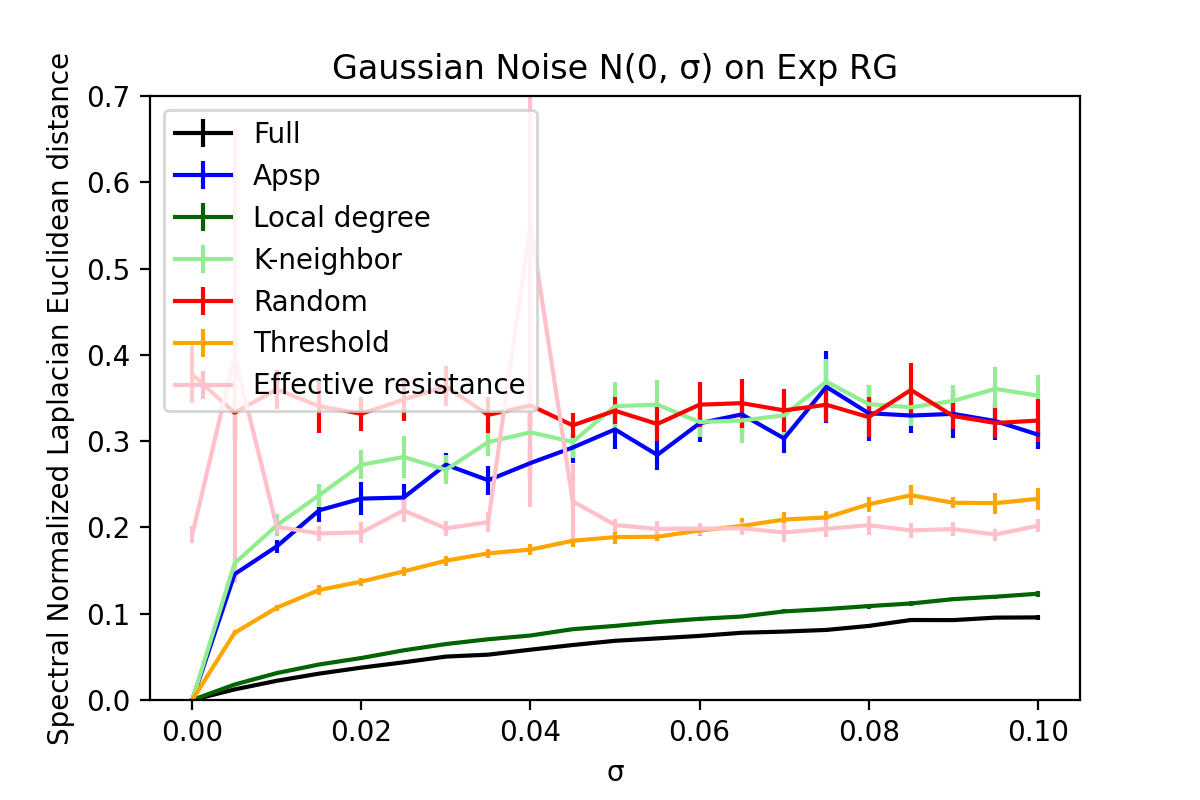 Gaussian Noise N(0, σ) on Exp RG
Spectral Normalized Laplacian Euclidean distance
0.7
0.6
0.5
0.4
0.3
0.2
0.1
0.0
Full
Apsp
Local degree
K-neighbor
Random
Threshold
Effective resistance
0.00
0.02
0.04
0.06
0.08
0.10
σ